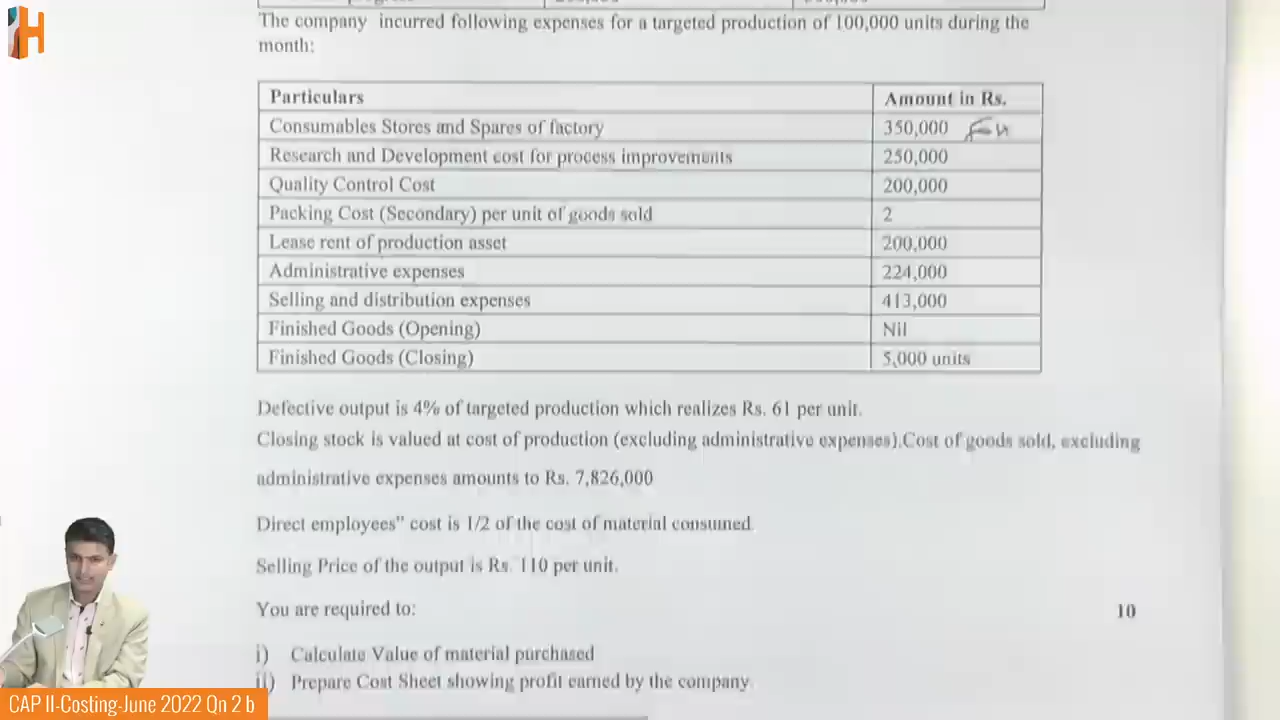 The company incurred following expenses for a targeted production of 100,000 units during the
month:
Particulars Amount in Rs.
Consumables Stores and Spares of factory 350,000
Research and Development cost for process improvements 250,000
Quality Control Cost 200,000
Packing Cost (Secondary) per unit of goods sold 2
Lease rent of production asset 200,000
Administrative expenses 224,000
Selling and distribution expenses 413,000
Finished Goods (Opening) Nil
Finished Goods (Closing) 5,000 units
Defective output is 4% of targeted production which realizes Rs. 61 per unit.
Closing stock is valued at cost of production (excluding administrative expenses).Cost of goods sold, excluding
administrative expenses amounts to Rs. 7,826,000
Direct employees" cost is 1/2 of the cost of material consumed.
Selling Price of the output is Rs. 110 per unit.
You are required to: 10
i) Calculate Value of material purchased
ii) Prepare Cost Sheet showing profit earned by the company.
CAP II-Costing-June 2022 Qn 2 b